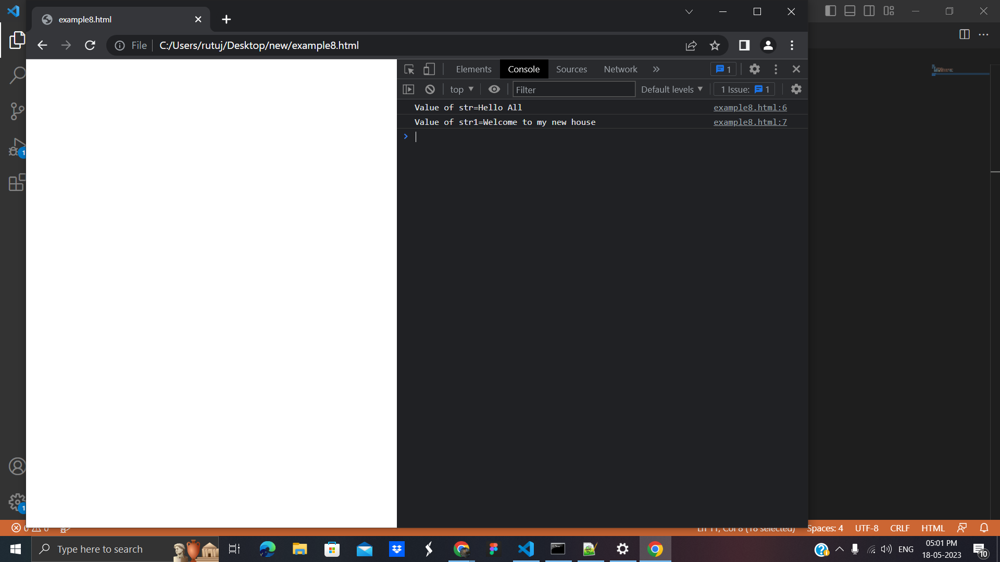 example8.html
File
C:/Users/rutuj/Desktop/new/example8.html
Elements
Console
Sources
Network
1
top
Filter
Default levels
1 Issue: 1
Value of str=Hello All example8.html:6
Value of str1=Welcome to my new house example8.html:7
1
1
0 0
Ln 11, Col 8 (18 selected)
Spaces: 4
UTF-8
CRLF
HTML
Type here to search
ENG
05:01 PM
18-05-2023
10